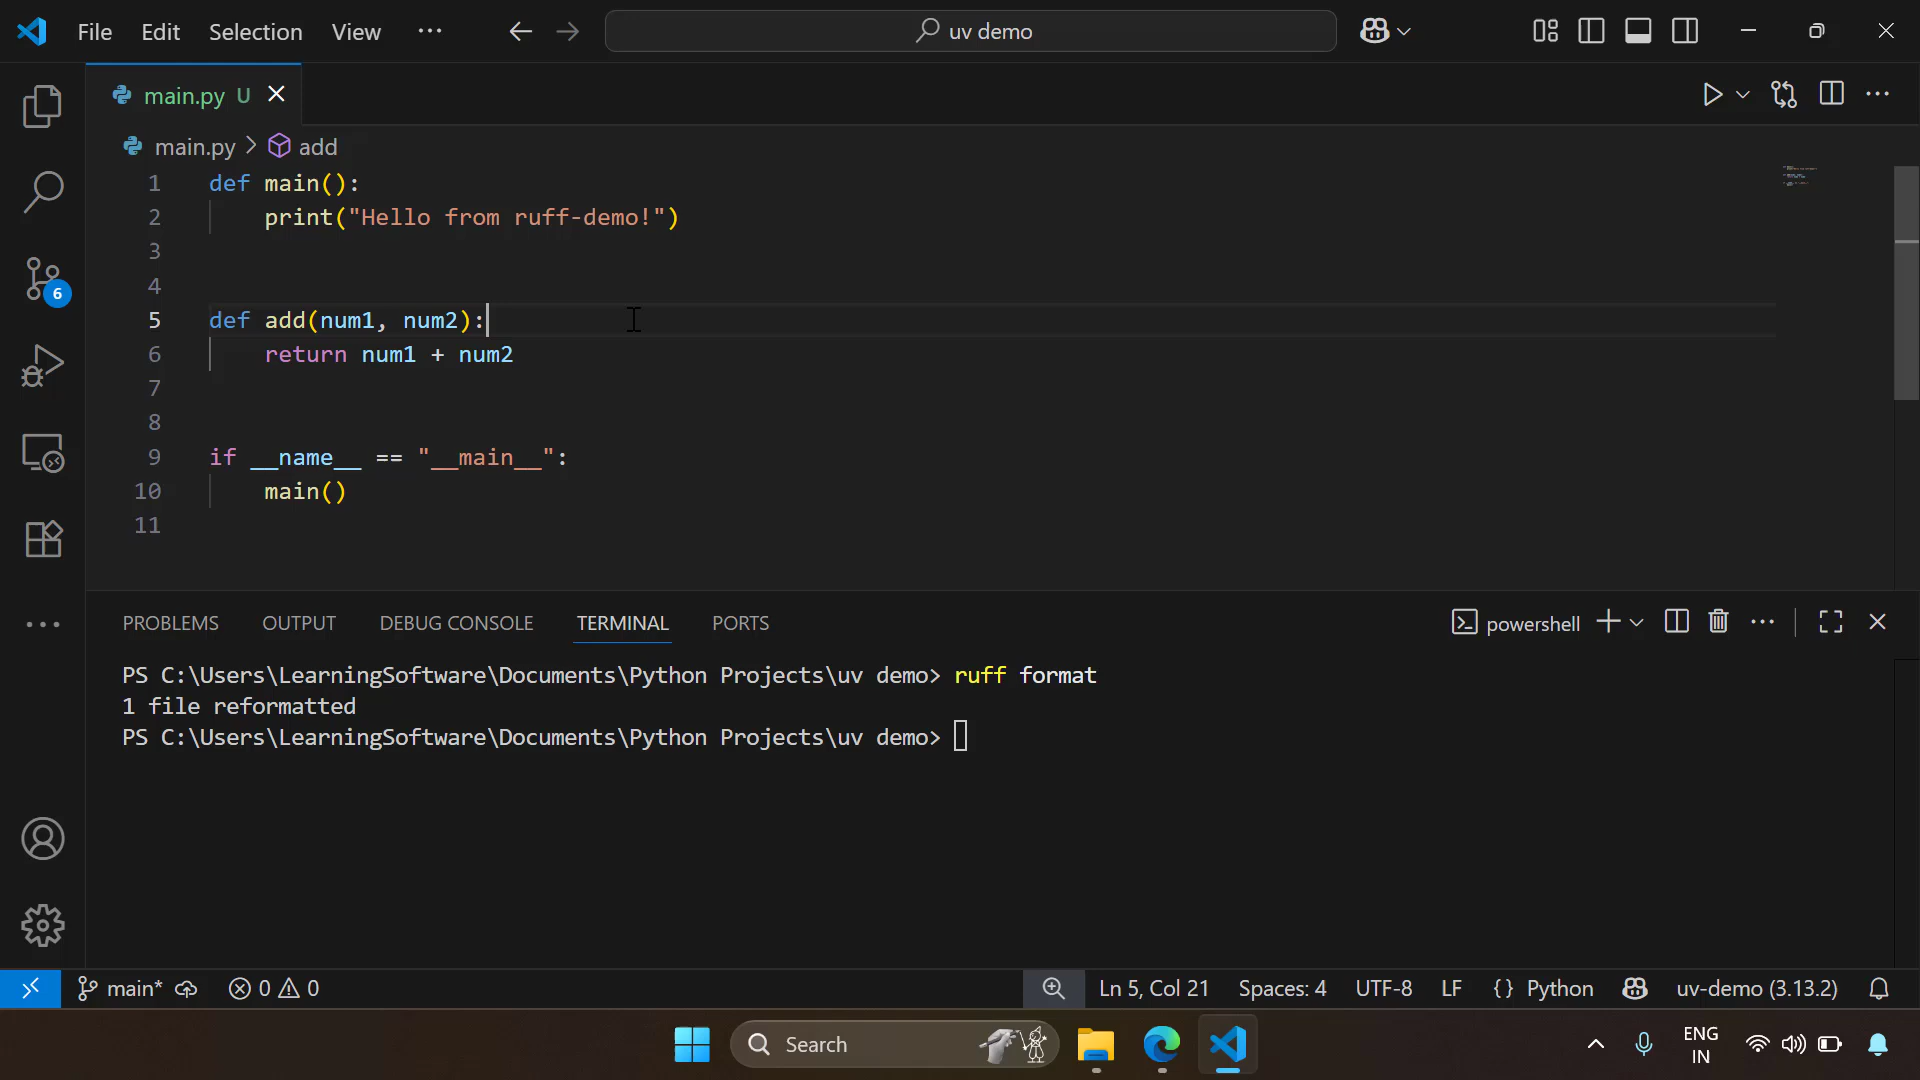 File Edit Selection View ··· uv demo
main.py U
main.py > add
1 def main():
2 print("Hello from ruff-demo!")
3
4
5 def add(num1, num2):
6 return num1 + num2
7
8
9 if __name__ == "__main__":
10 main()
11
6
PROBLEMS OUTPUT DEBUG CONSOLE TERMINAL PORTS powershell
PS C:\Users\LearningSoftware\Documents\Python Projects\uv demo> ruff format
1 file reformatted
PS C:\Users\LearningSoftware\Documents\Python Projects\uv demo>
main* 0 0 Ln 5, Col 21 Spaces: 4 UTF-8 LF {} Python uv-demo (3.13.2)
Search ENG
IN